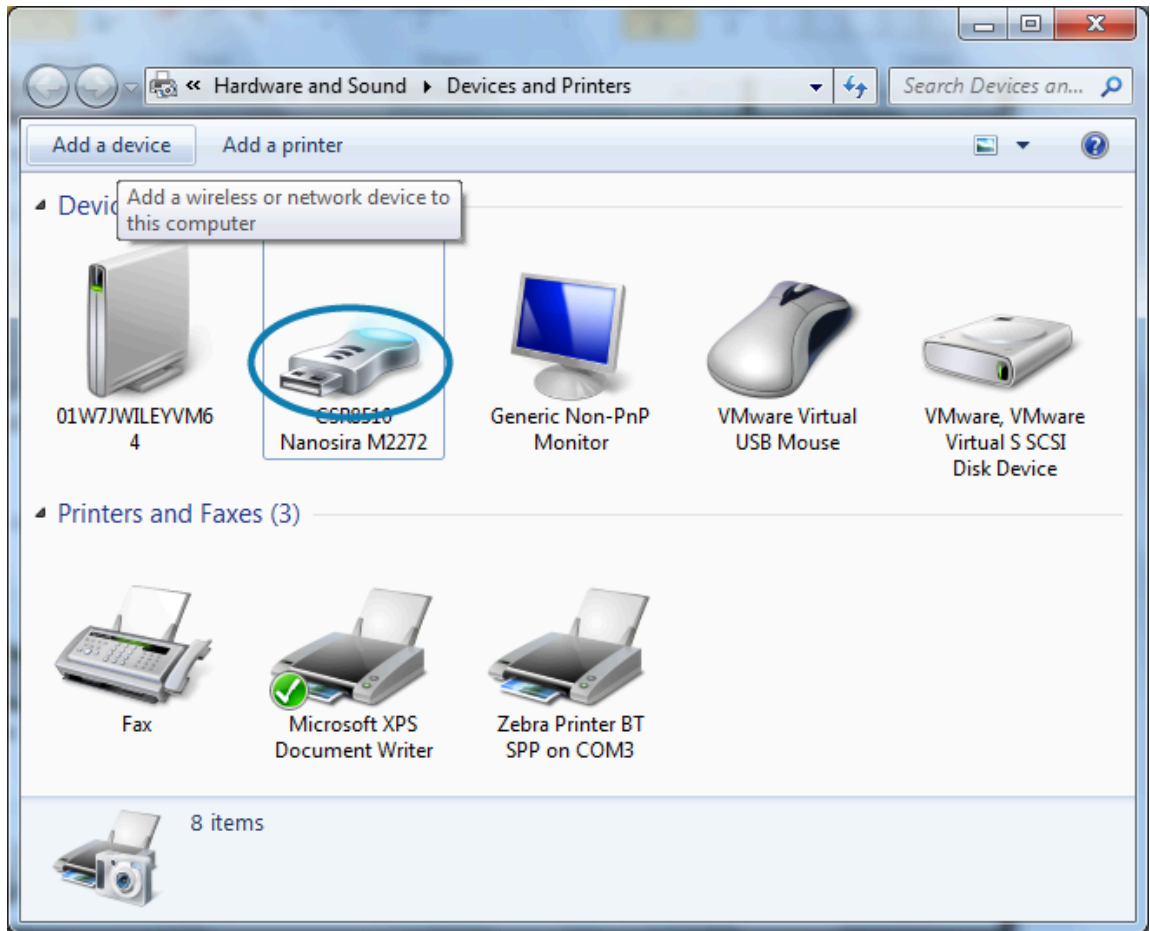 Hardware and Sound
Devices and Printers
Search Devices an...
Add a device
Add a printer
Add a wireless or network device to
this computer
Devic
01W7JWILEYVM6
4
CSR8510
Nanosira M2272
Generic Non-PnP
Monitor
VMware Virtual
USB Mouse
VMware, VMware
Virtual S SCSI
Disk Device
Printers and Faxes (3)
Fax
Microsoft XPS
Document Writer
Zebra Printer BT
SPP on COM3
8 items